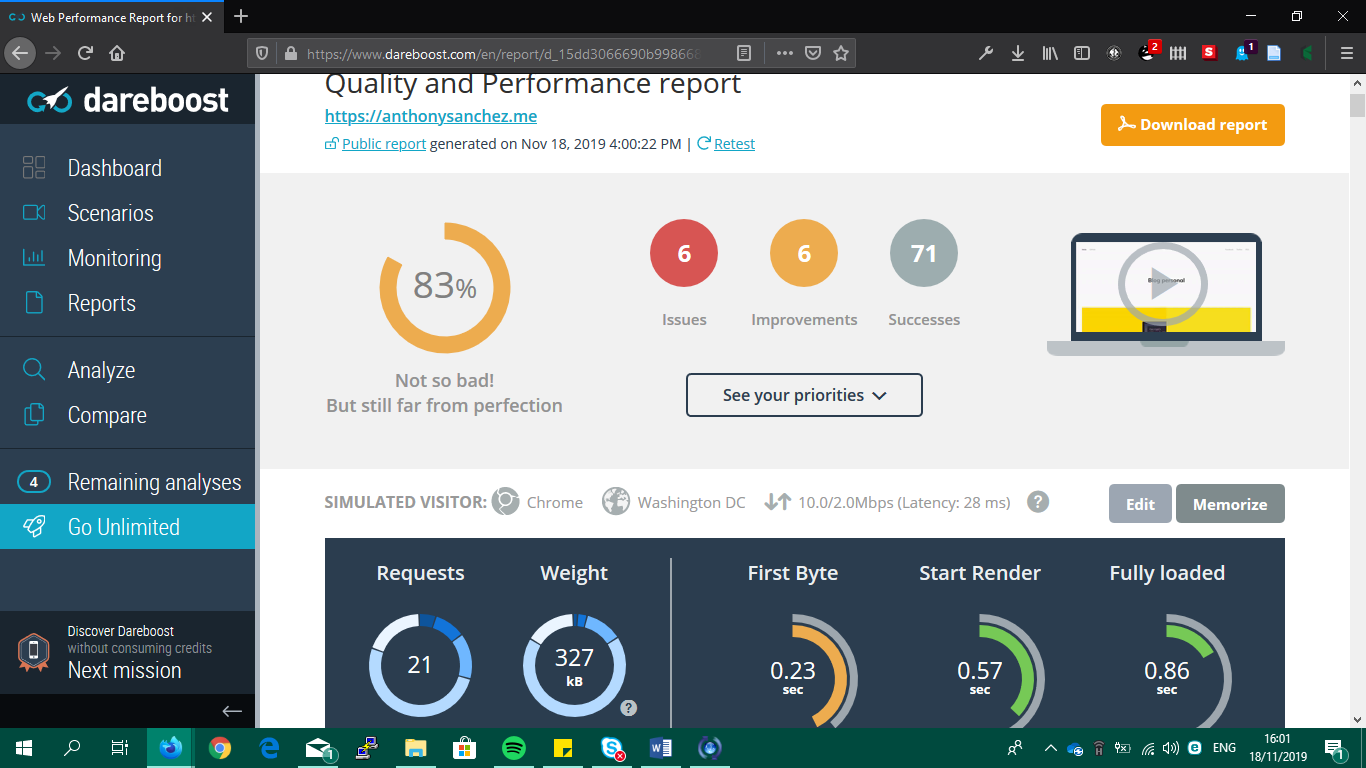 Web Performance Report for ht
https://www.dareboost.com/en/report/d_15dd3066690b998668
2
1
dareboost
Dashboard
Scenarios
Monitoring
Reports
Analyze
Compare
4 Remaining analyses
Go Unlimited
Discover Dareboost
without consuming credits
Next mission
Quality and Performance report
https://anthonysanchez.me
Public report generated on Nov 18, 2019 4:00:22 PM | Retest
Download report
83%
Not so bad!
But still far from perfection
6 6 71
Issues Improvements Successes
See your priorities
Blog personal
SIMULATED VISITOR: Chrome Washington DC 10.0/2.0Mbps (Latency: 28 ms) ?
Edit Memorize
Requests Weight First Byte Start Render Fully loaded
21 327 0.23 0.57 0.86
kB sec sec sec
?
1
ENG
16:01
18/11/2019
1